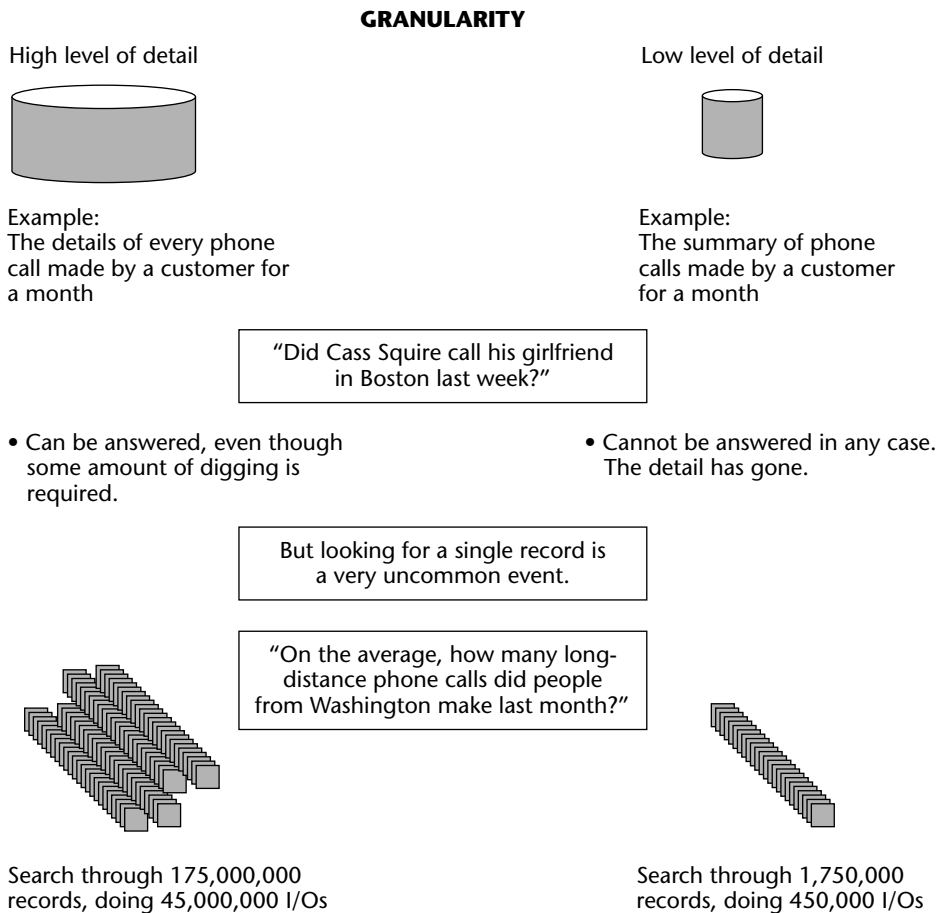 GRANULARITY
High level of detail
Low level of detail
Example:
The details of every phone
call made by a customer for
a month
Example:
The summary of phone
calls made by a customer
for a month
“Did Cass Squire call his girlfriend
in Boston last week?”
• Can be answered, even though
some amount of digging is
required.
• Cannot be answered in any case.
The detail has gone.
But looking for a single record is
a very uncommon event.
“On the average, how many long-
distance phone calls did people
from Washington make last month?”
Search through 175,000,000
records, doing 45,000,000 I/Os
Search through 1,750,000
records, doing 450,000 I/Os